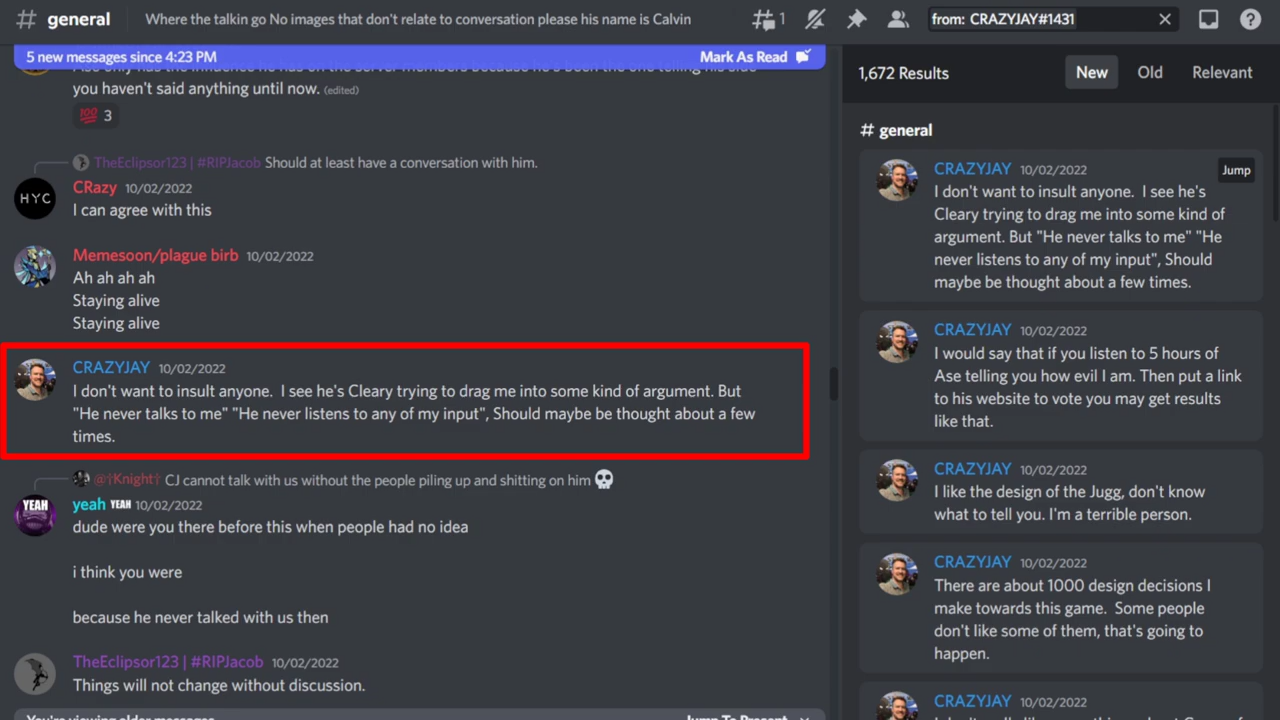 # general
Where the talkin go No images that don't relate to conversation please his name is Calvin
1
from: CRAZYJAY#1431
5 new messages since 4:23 PM
Mark As Read
you haven't said anything until now. (edited)
💯 3
TheEclipsor123 | #RIPJacob Should at least have a conversation with him.
HYC
CRazy 10/02/2022
I can agree with this
Memesoon/plague birb 10/02/2022
Ah ah ah ah
Staying alive
Staying alive
CRAZYJAY 10/02/2022
I don't want to insult anyone. I see he's Cleary trying to drag me into some kind of argument. But
"He never talks to me" "He never listens to any of my input", Should maybe be thought about a few
times.
@†Knight† CJ cannot talk with us without the people piling up and shitting on him 💀
YEAH
yeah YEAH 10/02/2022
dude were you there before this when people had no idea
i think you were
because he never talked with us then
TheEclipsor123 | #RIPJacob 10/02/2022
Things will not change without discussion.
You're viewing older messages
Jump To Present
1,672 Results
New
Old
Relevant
# general
CRAZYJAY 10/02/2022
Jump
I don't want to insult anyone. I see he's
Cleary trying to drag me into some kind of
argument. But "He never talks to me" "He
never listens to any of my input", Should
maybe be thought about a few times.
CRAZYJAY 10/02/2022
I would say that if you listen to 5 hours of
Ase telling you how evil I am. Then put a link
to his website to vote you may get results
like that.
CRAZYJAY 10/02/2022
I like the design of the Jugg, don't know
what to tell you. I'm a terrible person.
CRAZYJAY 10/02/2022
There are about 1000 design decisions I
make towards this game. Some people
don't like some of them, that's going to
happen.
CRAZYJAY 10/02/2022